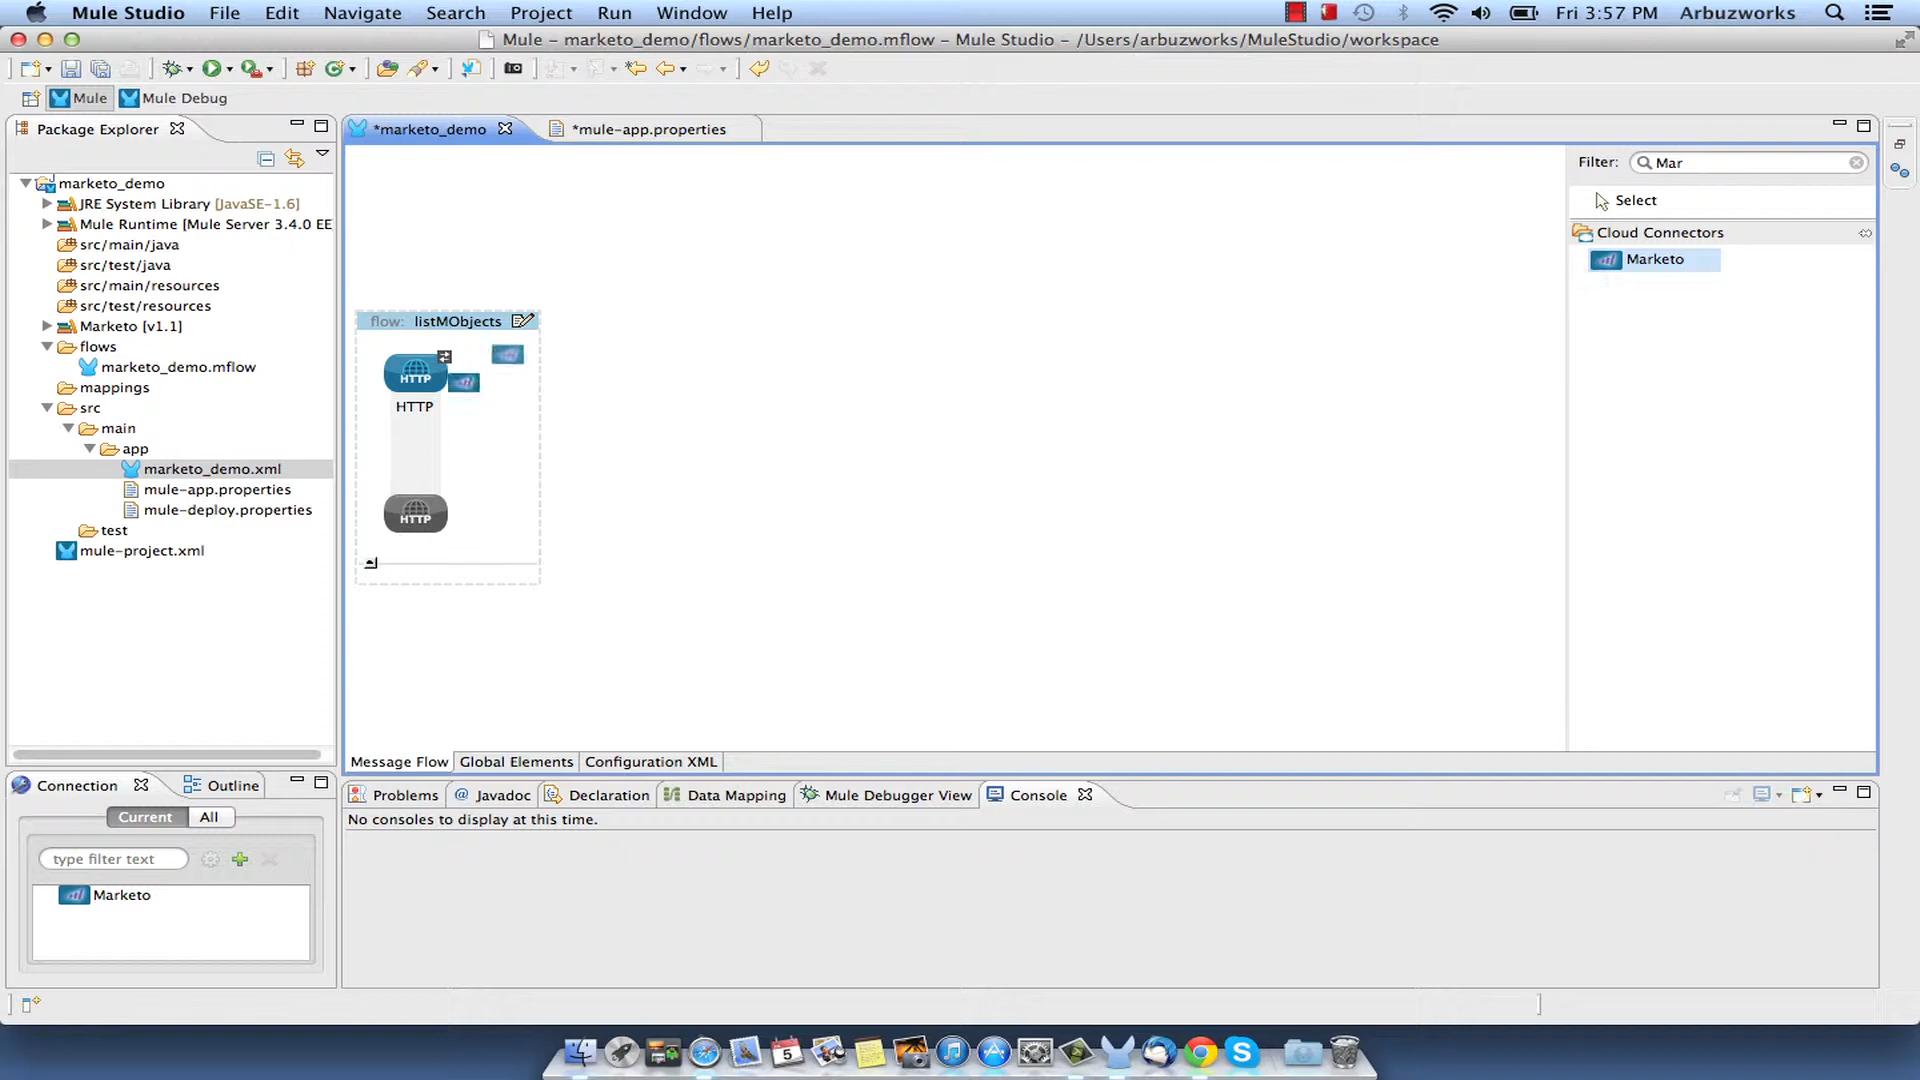 Mule Studio File Edit Navigate Search Project Run Window Help Fri 3:57 PM Arbuzworks
Mule – marketo_demo/flows/marketo_demo.mflow – Mule Studio – /Users/arbuzworks/MuleStudio/workspace
Mule Mule Debug
Package Explorer
*marketo_demo *mule-app.properties
Filter: Mar
Select
Cloud Connectors
Marketo
marketo_demo
JRE System Library [JavaSE-1.6]
Mule Runtime [Mule Server 3.4.0 EE
src/main/java
src/test/java
src/main/resources
src/test/resources
Marketo [v1.1]
flows
marketo_demo.mflow
mappings
src
main
app
marketo_demo.xml
mule-app.properties
mule-deploy.properties
test
mule-project.xml
flow: listMObjects
HTTP
HTTP
HTTP
Message Flow Global Elements Configuration XML
Connection Outline
Current All
type filter text
Marketo
Problems @ Javadoc Declaration Data Mapping Mule Debugger View Console
No consoles to display at this time.
5